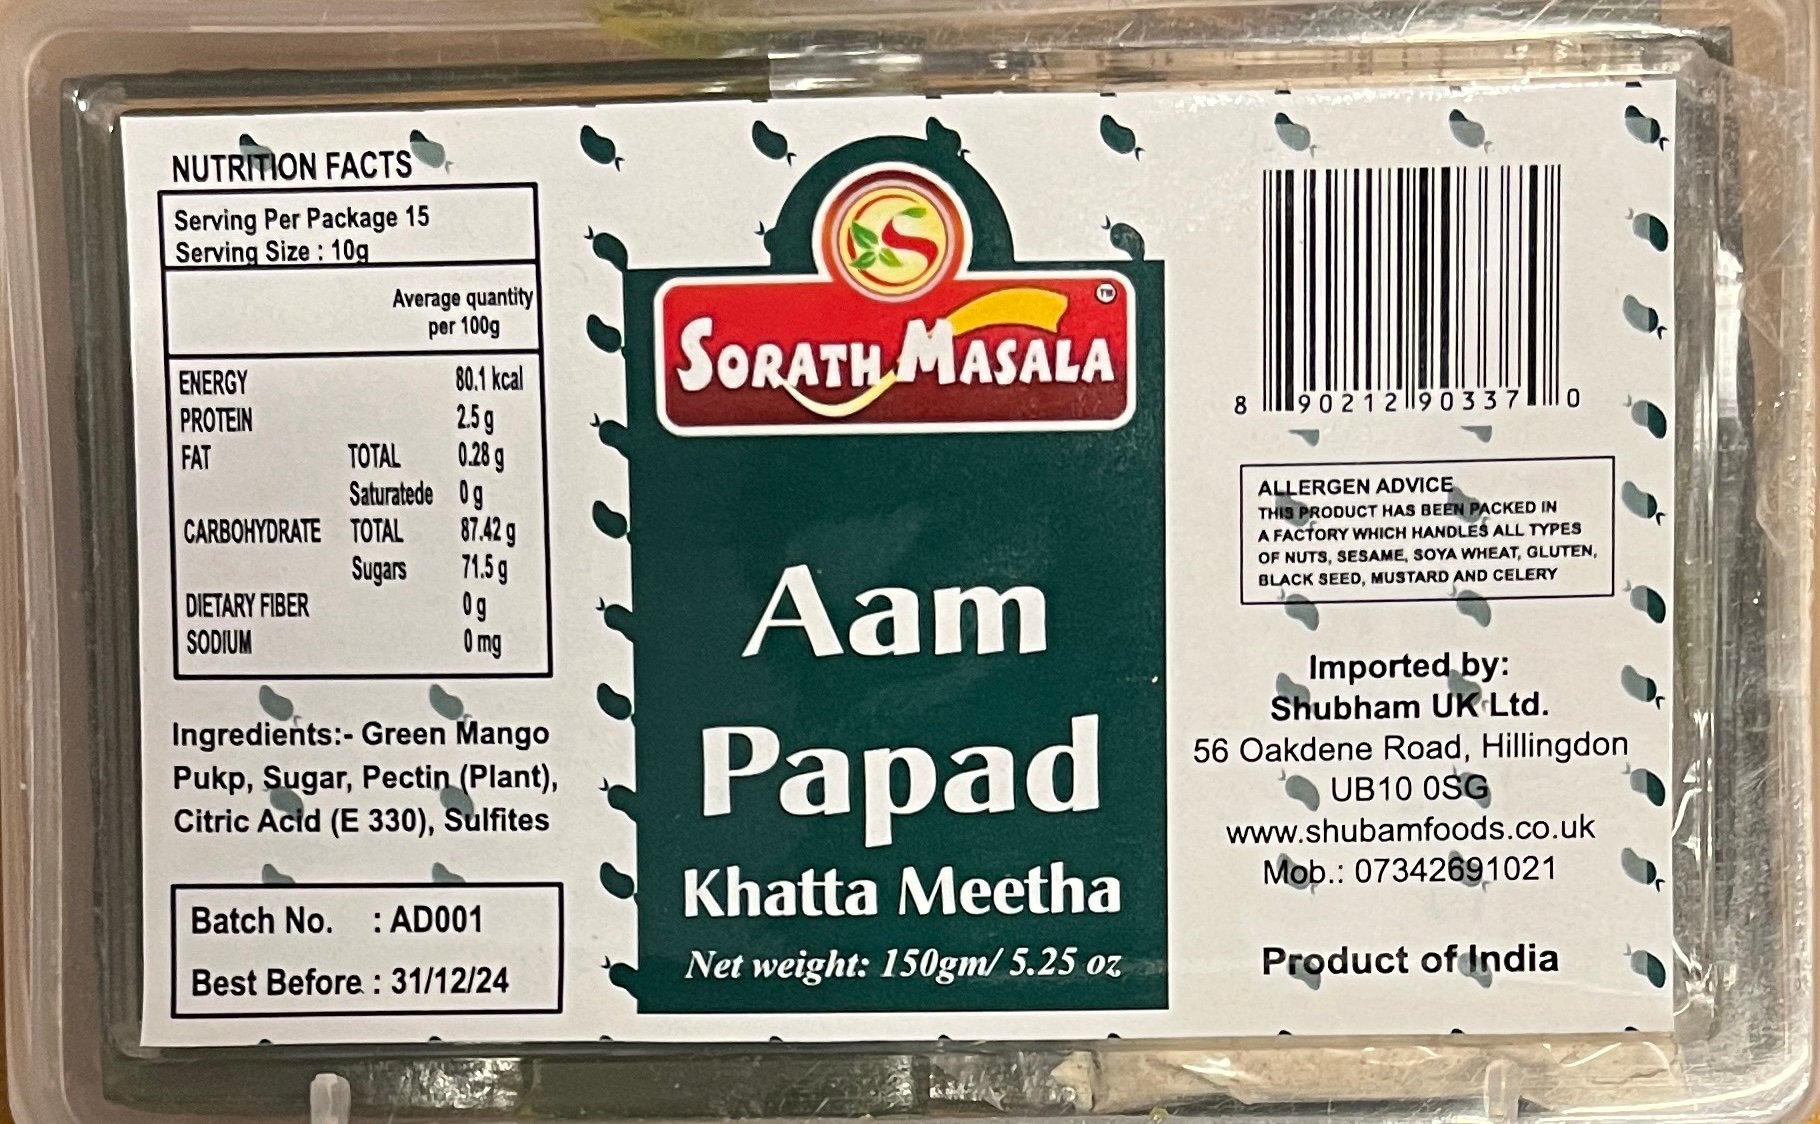 NUTRITION FACTS
Serving Per Package 15
Serving Size : 10g
Average quantity
per 100g
ENERGY 80.1 kcal
PROTEIN 2.5 g
FAT TOTAL 0.28 g
Saturatede 0 g
CARBOHYDRATE TOTAL 87.42 g
Sugars 71.5 g
DIETARY FIBER 0 g
SODIUM 0 mg
Ingredients:- Green Mango
Pukp, Sugar, Pectin (Plant),
Citric Acid (E 330), Sulfites
Batch No. : AD001
Best Before : 31/12/24
S
TM
SORATH MASALA
Aam
Papad
Khatta Meetha
Net weight: 150gm/ 5.25 oz
8 90212 90337 0
ALLERGEN ADVICE
THIS PRODUCT HAS BEEN PACKED IN
A FACTORY WHICH HANDLES ALL TYPES
OF NUTS, SESAME, SOYA WHEAT, GLUTEN,
BLACK SEED, MUSTARD AND CELERY
Imported by:
Shubham UK Ltd.
56 Oakdene Road, Hillingdon
UB10 0SG
www.shubamfoods.co.uk
Mob.: 07342691021
Product of India